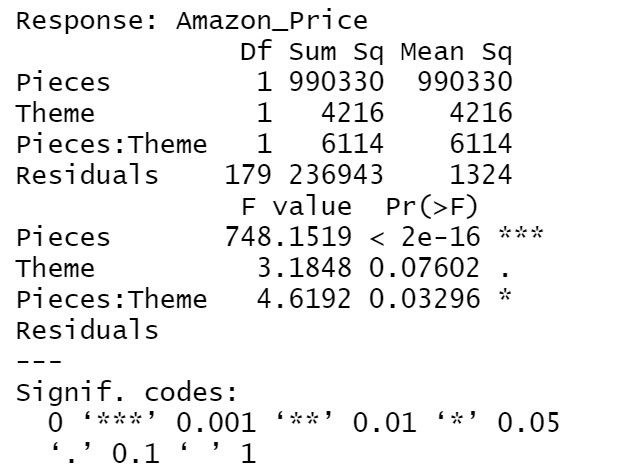 Response: Amazon_Price
Df Sum Sq Mean Sq
Pieces 1 990330 990330
Theme 1 4216 4216
Pieces:Theme 1 6114 6114
Residuals 179 236943 1324
F value Pr(>F)
Pieces 748.1519 < 2e-16 ***
Theme 3.1848 0.07602 .
Pieces:Theme 4.6192 0.03296 *
Residuals
---
Signif. codes:
0 ‘***’ 0.001 ‘**’ 0.01 ‘*’ 0.05
‘.’ 0.1 ‘ ’ 1